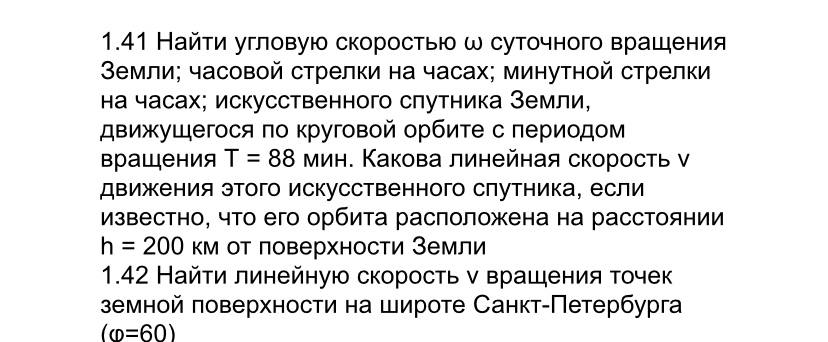 1.41 Найти угловую скоростью ω суточного вращения
Земли; часовой стрелки на часах; минутной стрелки
на часах; искусственного спутника Земли,
движущегося по круговой орбите с периодом
вращения T = 88 мин. Какова линейная скорость v
движения этого искусственного спутника, если
известно, что его орбита расположена на расстоянии
h = 200 км от поверхности Земли
1.42 Найти линейную скорость v вращения точек
земной поверхности на широте Санкт-Петербурга
(φ=60)